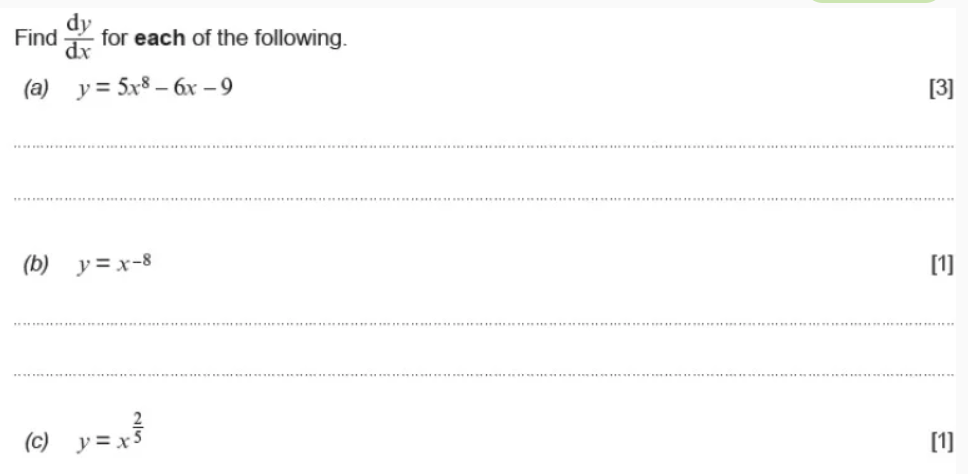 Find dy/dx for each of the following.
(a) y = 5x⁸ – 6x – 9 [3]
(b) y = x⁻⁸ [1]
(c) y = x^(2/5) [1]